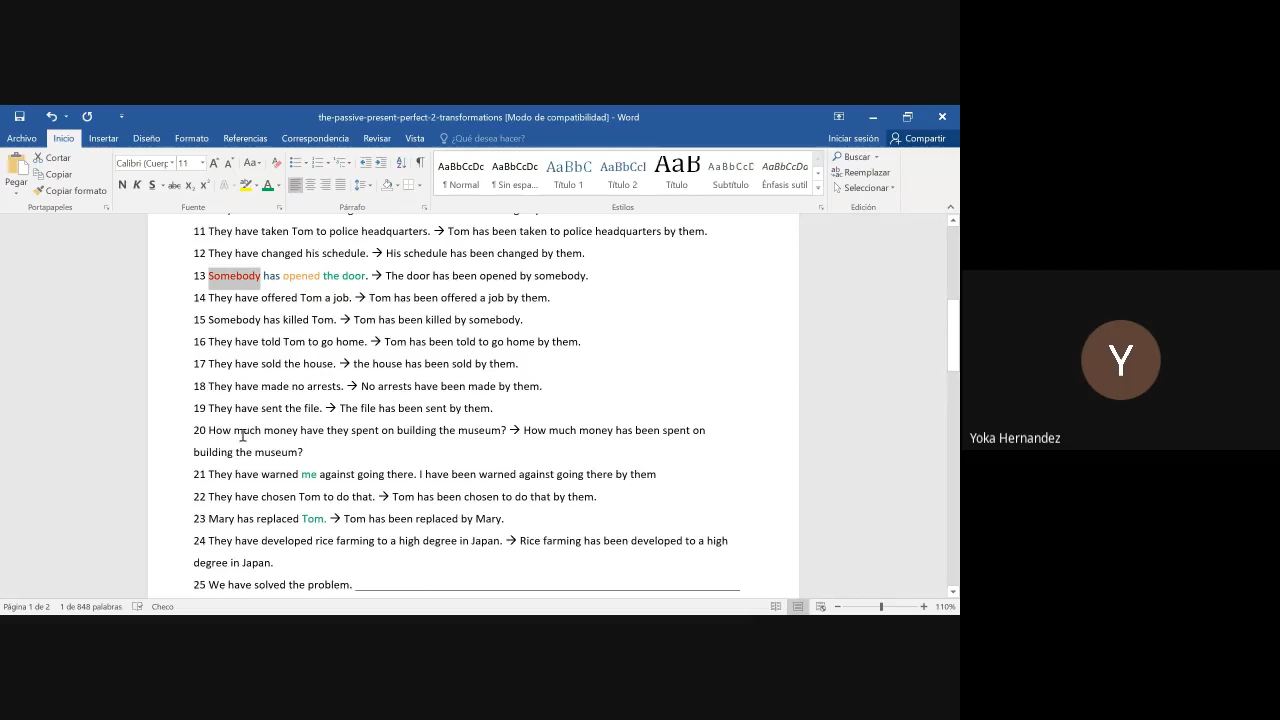 the-passive-present-perfect-2-transformations [Modo de compatibilidad] - Word
Archivo Inicio Insertar Diseño Formato Referencias Correspondencia Revisar Vista ¿Qué desea hacer? Iniciar sesión Compartir
Pegar Cortar
Copiar
Copiar formato
Calibri (Cuerp 11
N K S abc x₂ x²
AaBbCcDc AaBbCcDc AaBbC AaBbCcI AaB AaBbCcD AaBbCcDc
¶ Normal ¶ Sin espa... Título 1 Título 2 Título Subtítulo Énfasis sutil
Buscar
Reemplazar
Seleccionar
Portapapeles Fuente Párrafo Estilos Edición
11 They have taken Tom to police headquarters. → Tom has been taken to police headquarters by them.
12 They have changed his schedule. → His schedule has been changed by them.
13 Somebody has opened the door. → The door has been opened by somebody.
14 They have offered Tom a job. → Tom has been offered a job by them.
15 Somebody has killed Tom. → Tom has been killed by somebody.
16 They have told Tom to go home. → Tom has been told to go home by them.
17 They have sold the house. → the house has been sold by them.
18 They have made no arrests. → No arrests have been made by them.
19 They have sent the file. → The file has been sent by them.
20 How much money have they spent on building the museum? → How much money has been spent on
building the museum?
21 They have warned me against going there. I have been warned against going there by them
22 They have chosen Tom to do that. → Tom has been chosen to do that by them.
23 Mary has replaced Tom. → Tom has been replaced by Mary.
24 They have developed rice farming to a high degree in Japan. → Rice farming has been developed to a high
degree in Japan.
25 We have solved the problem.
Página 1 de 2 1 de 848 palabras Checo 110%
Y
Yoka Hernandez